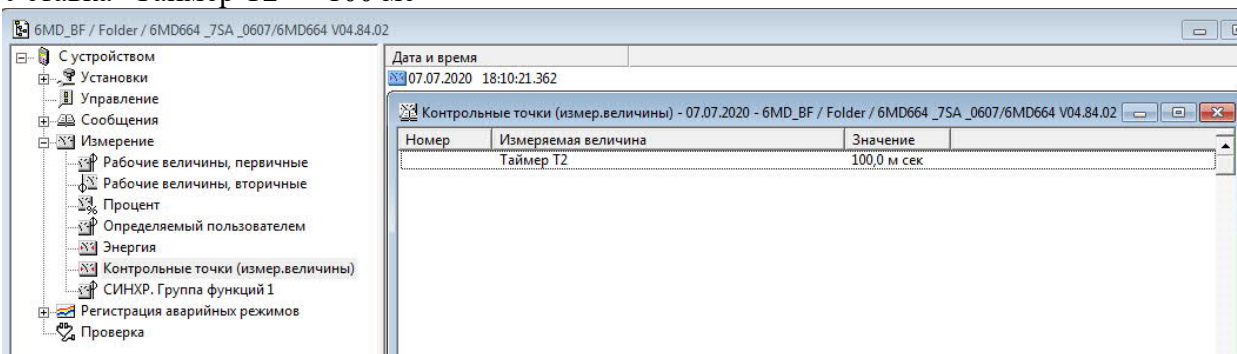 Таймер Т2
6MD_BF / Folder / 6MD664 _7SA _0607/6MD664 V04.84.02
С устройством
Установки
Управление
Сообщения
Измерение
Рабочие величины, первичные
Рабочие величины, вторичные
Процент
Определяемый пользователем
Энергия
Контрольные точки (измер.величины)
СИНХР. Группа функций 1
Регистрация аварийных режимов
Проверка
Дата и время
07.07.2020 18:10:21.362
Контрольные точки (измер.величины) - 07.07.2020 - 6MD_BF / Folder / 6MD664 _7SA _0607/6MD664 V04.84.02
Номер Измеряемая величина Значение
Таймер T2 100,0 м сек